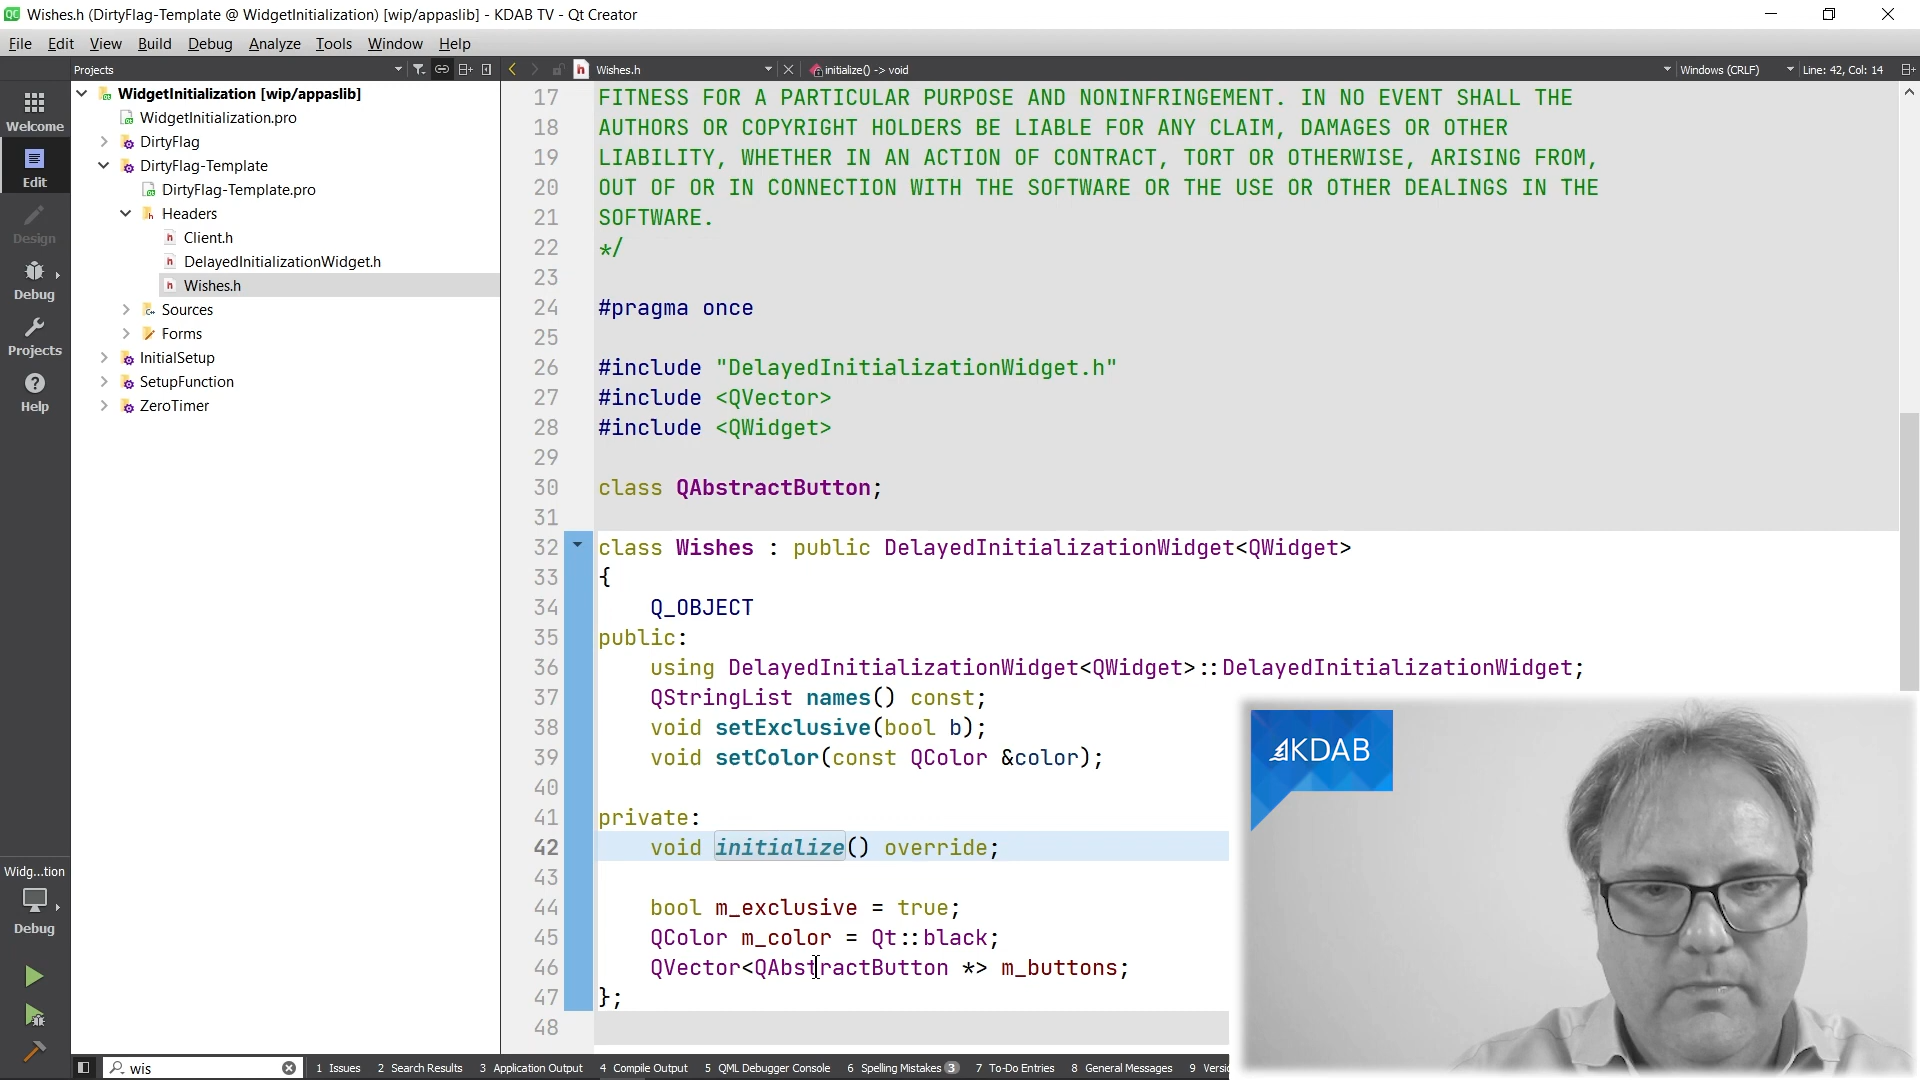 Wishes.h (DirtyFlag-Template @ WidgetInitialization) [wip/appaslib] - KDAB TV - Qt Creator
File Edit View Build Debug Analyze Tools Window Help
Projects
Wishes.h
initialize() -> void
Windows (CRLF)
Line: 42, Col: 14
Welcome
Edit
Design
Debug
Projects
Help
Widg...tion
Debug
WidgetInitialization [wip/appaslib]
WidgetInitialization.pro
DirtyFlag
DirtyFlag-Template
DirtyFlag-Template.pro
Headers
Client.h
DelayedInitializationWidget.h
Wishes.h
Sources
Forms
InitialSetup
SetupFunction
ZeroTimer
17 FITNESS FOR A PARTICULAR PURPOSE AND NONINFRINGEMENT. IN NO EVENT SHALL THE
18 AUTHORS OR COPYRIGHT HOLDERS BE LIABLE FOR ANY CLAIM, DAMAGES OR OTHER
19 LIABILITY, WHETHER IN AN ACTION OF CONTRACT, TORT OR OTHERWISE, ARISING FROM,
20 OUT OF OR IN CONNECTION WITH THE SOFTWARE OR THE USE OR OTHER DEALINGS IN THE
21 SOFTWARE.
22 */
23
24 #pragma once
25
26 #include "DelayedInitializationWidget.h"
27 #include <QVector>
28 #include <QWidget>
29
30 class QAbstractButton;
31
32 class Wishes : public DelayedInitializationWidget<QWidget>
33 {
34 Q_OBJECT
35 public:
36 using DelayedInitializationWidget<QWidget>::DelayedInitializationWidget;
37 QStringList names() const;
38 void setExclusive(bool b);
39 void setColor(const QColor &color);
40
41 private:
42 void initialize() override;
43
44 bool m_exclusive = true;
45 QColor m_color = Qt::black;
46 QVector<QAbstractButton *> m_buttons;
47 };
48
KDAB
wis
1 Issues 2 Search Results 3 Application Output 4 Compile Output 5 QML Debugger Console 6 Spelling Mistakes 3 7 To-Do Entries 8 General Messages 9 Versi